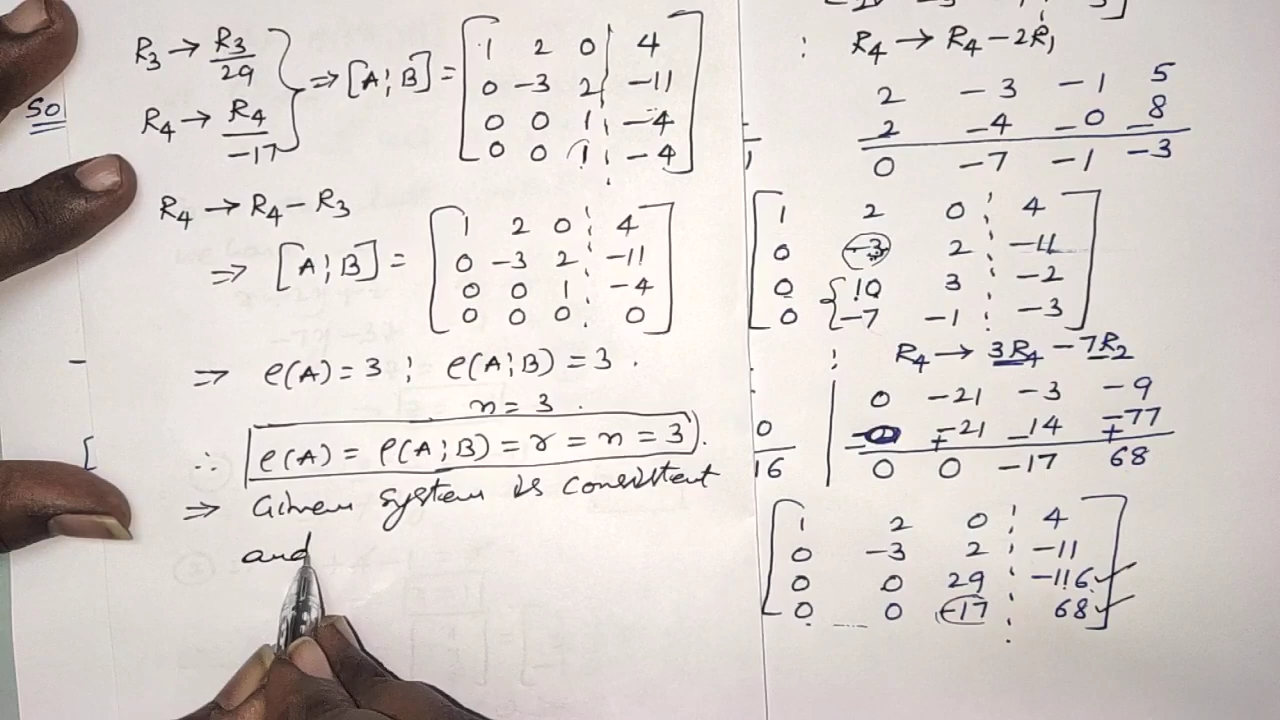 So
R₃ → R₃/29
R₄ → R₄/-17
⇒ [A ¦ B] =
1 2 0 ¦ 4
0 -3 2 ¦ -11
0 0 1 ¦ -4
0 0 1 ¦ -4
R₄ → R₄ - R₃
⇒ [A ¦ B] =
1 2 0 ¦ 4
0 -3 2 ¦ -11
0 0 1 ¦ -4
0 0 0 ¦ 0
⇒ ρ(A) = 3 ; ρ(A ¦ B) = 3 .
n = 3 .
∴ ρ(A) = ρ(A ¦ B) = r = n = 3 .
⇒ Given system is consistent
and
: R₄ → R₄ - 2R₁
2 -3 -1 5
2 -4 -0 -8
0 -7 -1 -3
1 2 0 ¦ 4
0 -3 2 ¦ -11
0 10 3 ¦ -2
0 -7 -1 ¦ -3
: R₄ → 3R₄ - 7R₂
0 -21 -3 -9
-0 -21 -14 -77
0 0 -17 68
0
16
1 2 0 ¦ 4
0 -3 2 ¦ -11
0 0 29 ¦ -116 ✓
0 0 -17 ¦ 68 ✓